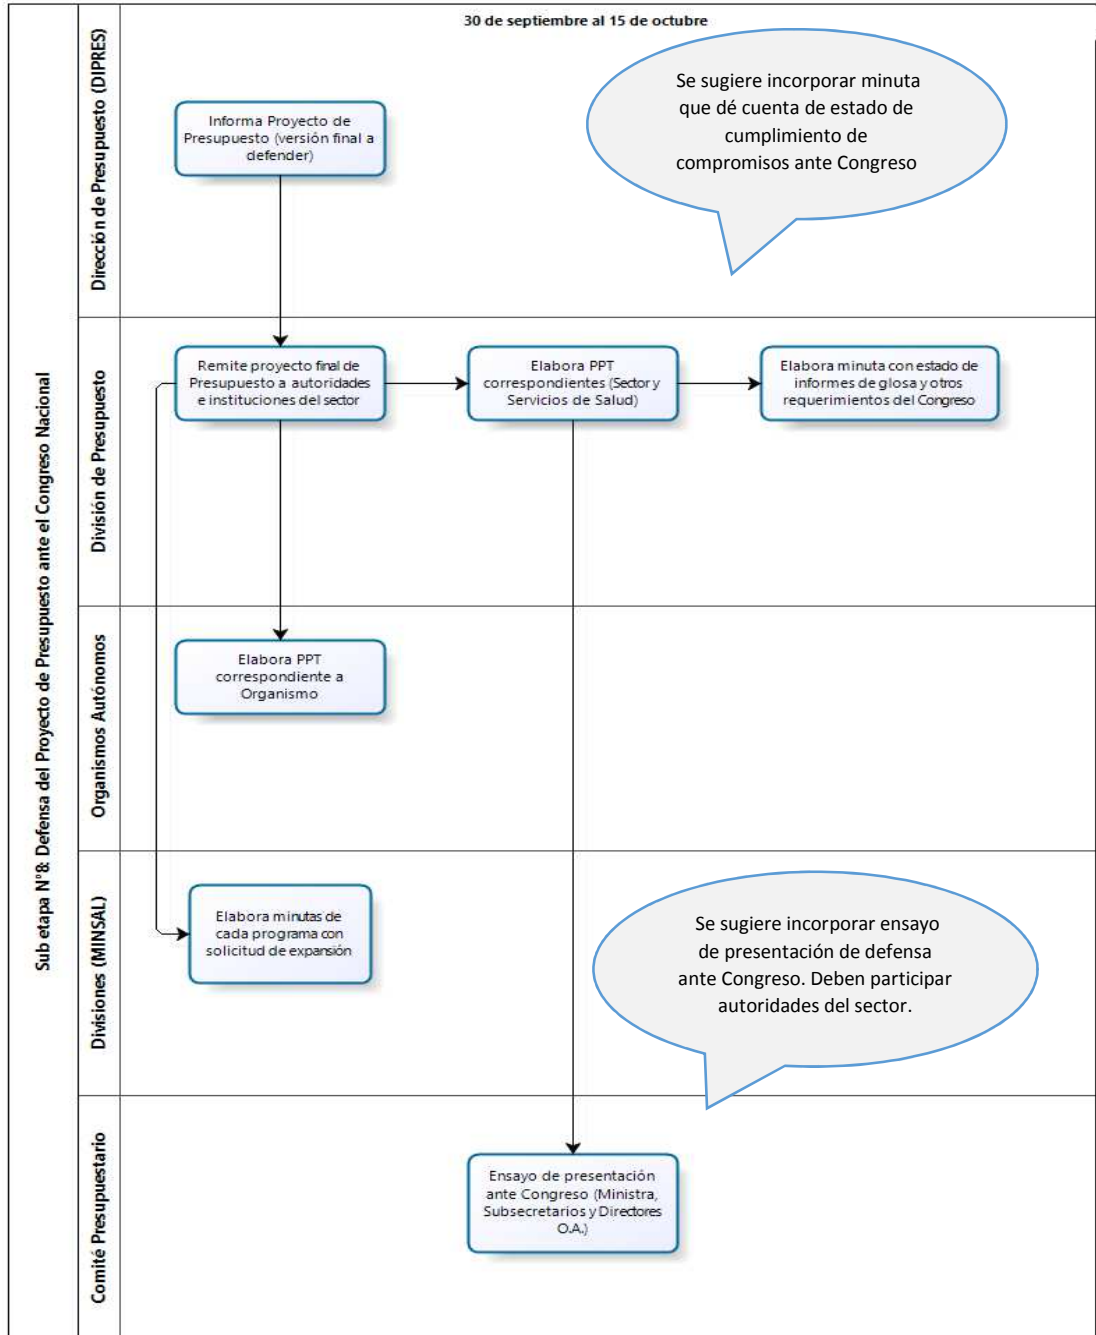 30 de septiembre al 15 de octubre
Sub etapa N°8: Defensa del Proyecto de Presupuesto ante el Congreso Nacional
Dirección de Presupuesto (DIPRES)
Informa Proyecto de
Presupuesto (versión final a
defender)
Se sugiere incorporar minuta
que dé cuenta de estado de
cumplimiento de
compromisos ante Congreso
División de Presupuesto
Remite proyecto final de
Presupuesto a autoridades
e instituciones del sector
Elabora PPT
correspondientes (Sector y
Servicios de Salud)
Elabora minuta con estado de
informes de glosa y otros
requerimientos del Congreso
Organismos Autónomos
Elabora PPT
correspondiente a
Organismo
Divisiones (MINSAL)
Elabora minutas de
cada programa con
solicitud de expansión
Se sugiere incorporar ensayo
de presentación de defensa
ante Congreso. Deben participar
autoridades del sector.
Comité Presupuestario
Ensayo de presentación
ante Congreso (Ministra,
Subsecretarios y Directores
O.A.)